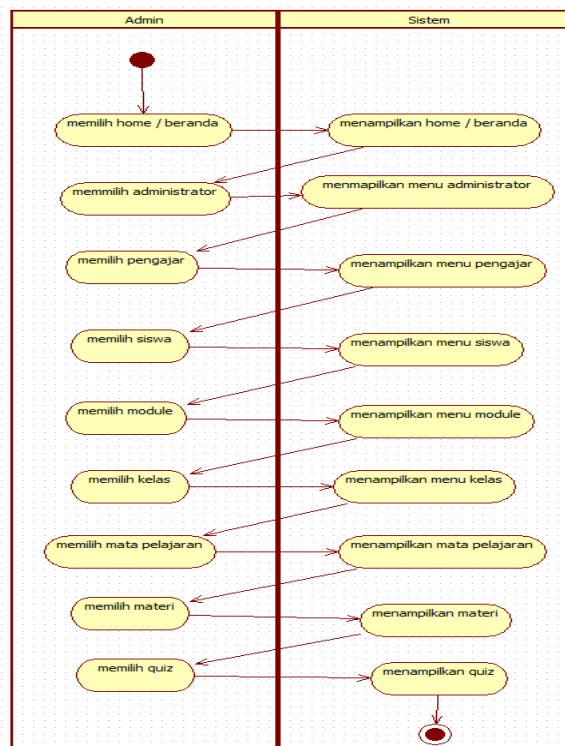 Admin
Sistem
memilih home / beranda
menampilkan home / beranda
memmilih administrator
menmapilkan menu administrator
memilih pengajar
menampilkan menu pengajar
memilih siswa
menampilkan menu siswa
memilih module
menampilkan menu module
memilih kelas
menampilkan menu kelas
memilih mata pelajaran
menampilkan mata pelajaran
memilih materi
menampilkan materi
memilih quiz
menampilkan quiz